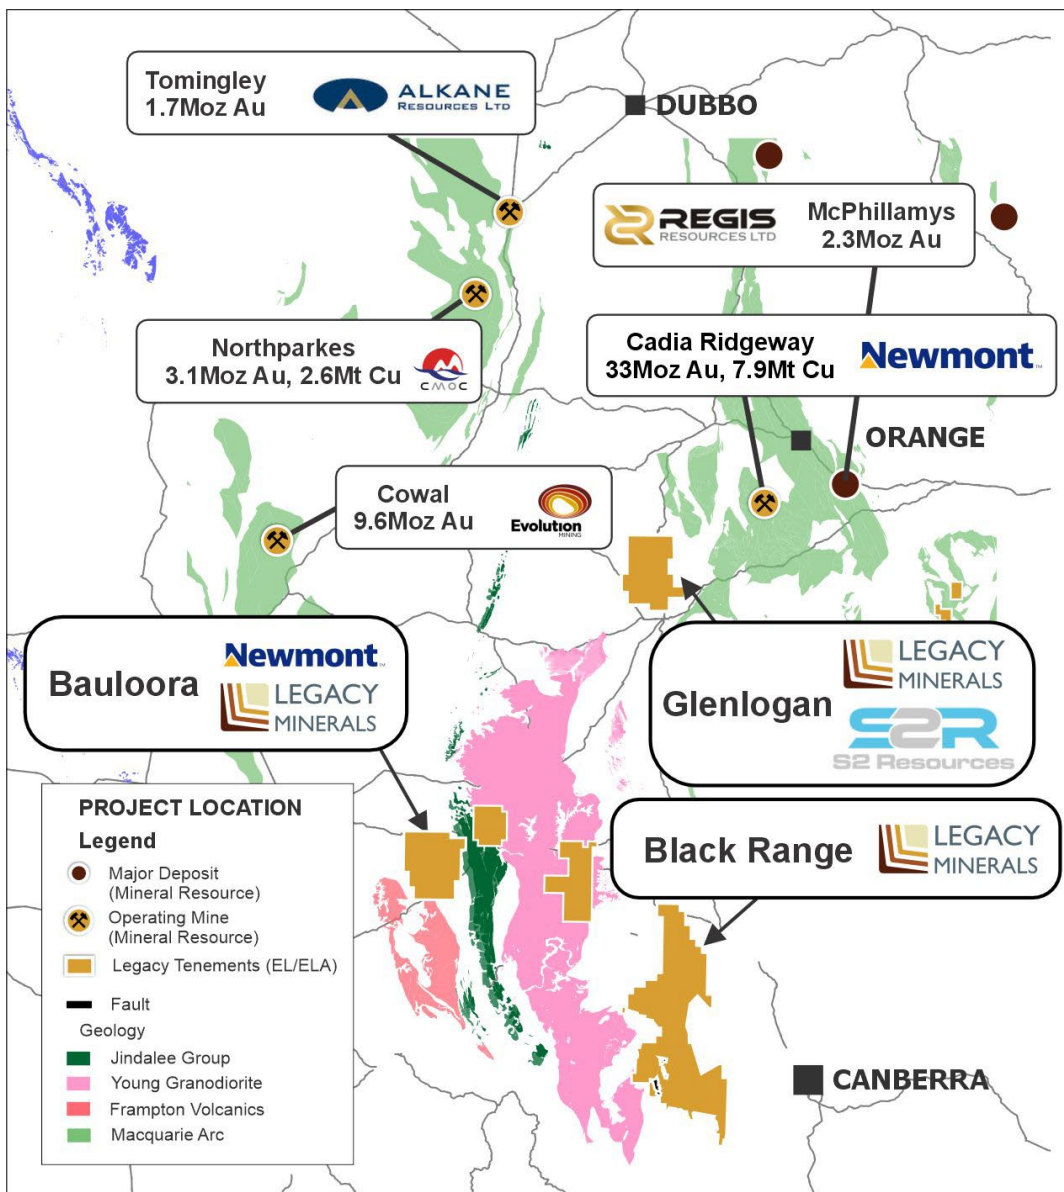 Tomingley
1.7Moz Au
ALKANE
RESOURCES LTD
DUBBO
REGIS
RESOURCES LTD
McPhillamys
2.3Moz Au
Northparkes
3.1Moz Au, 2.6Mt Cu
CMOC
Cadia Ridgeway
33Moz Au, 7.9Mt Cu
Newmont™
ORANGE
Cowal
9.6Moz Au
Evolution
MINING
Bauloora
Newmont™
LEGACY
MINERALS
Glenlogan
LEGACY
MINERALS
S2R
S2 Resources
Black Range
LEGACY
MINERALS
PROJECT LOCATION
Legend
Major Deposit
(Mineral Resource)
Operating Mine
(Mineral Resource)
Legacy Tenements (EL/ELA)
Fault
Geology
Jindalee Group
Young Granodiorite
Frampton Volcanics
Macquarie Arc
CANBERRA